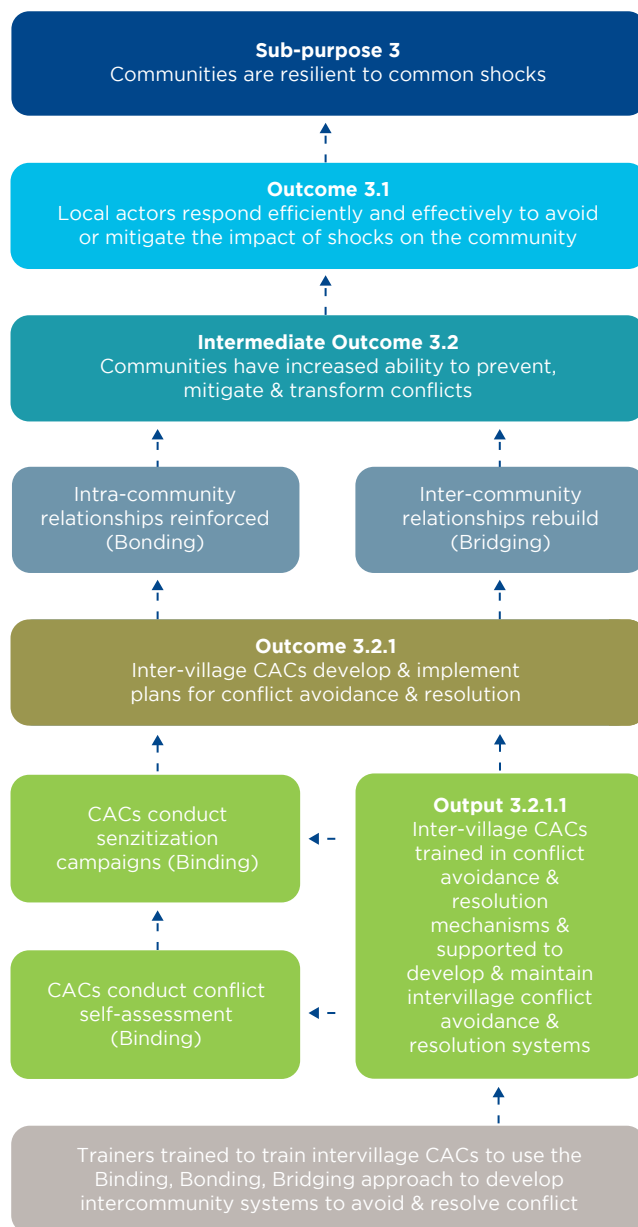 Sub-purpose 3
Communities are resilient to common shocks
Outcome 3.1
Local actors respond efficiently and effectively to avoid
or mitigate the impact of shocks on the community
Intermediate Outcome 3.2
Communities have increased ability to prevent,
mitigate & transform conflicts
Intra-community
relationships reinforced
(Bonding)
Inter-community
relationships rebuild
(Bridging)
Outcome 3.2.1
Inter-village CACs develop & implement
plans for conflict avoidance & resolution
CACs conduct
senzitization
campaigns (Binding)
CACs conduct conflict
self-assessment
(Binding)
Output 3.2.1.1
Inter-village CACs
trained in conflict
avoidance &
resolution
mechanisms &
supported to
develop & maintain
intervillage conflict
avoidance &
resolution systems
Trainers trained to train intervillage CACs to use the
Binding, Bonding, Bridging approach to develop
intercommunity systems to avoid & resolve conflict